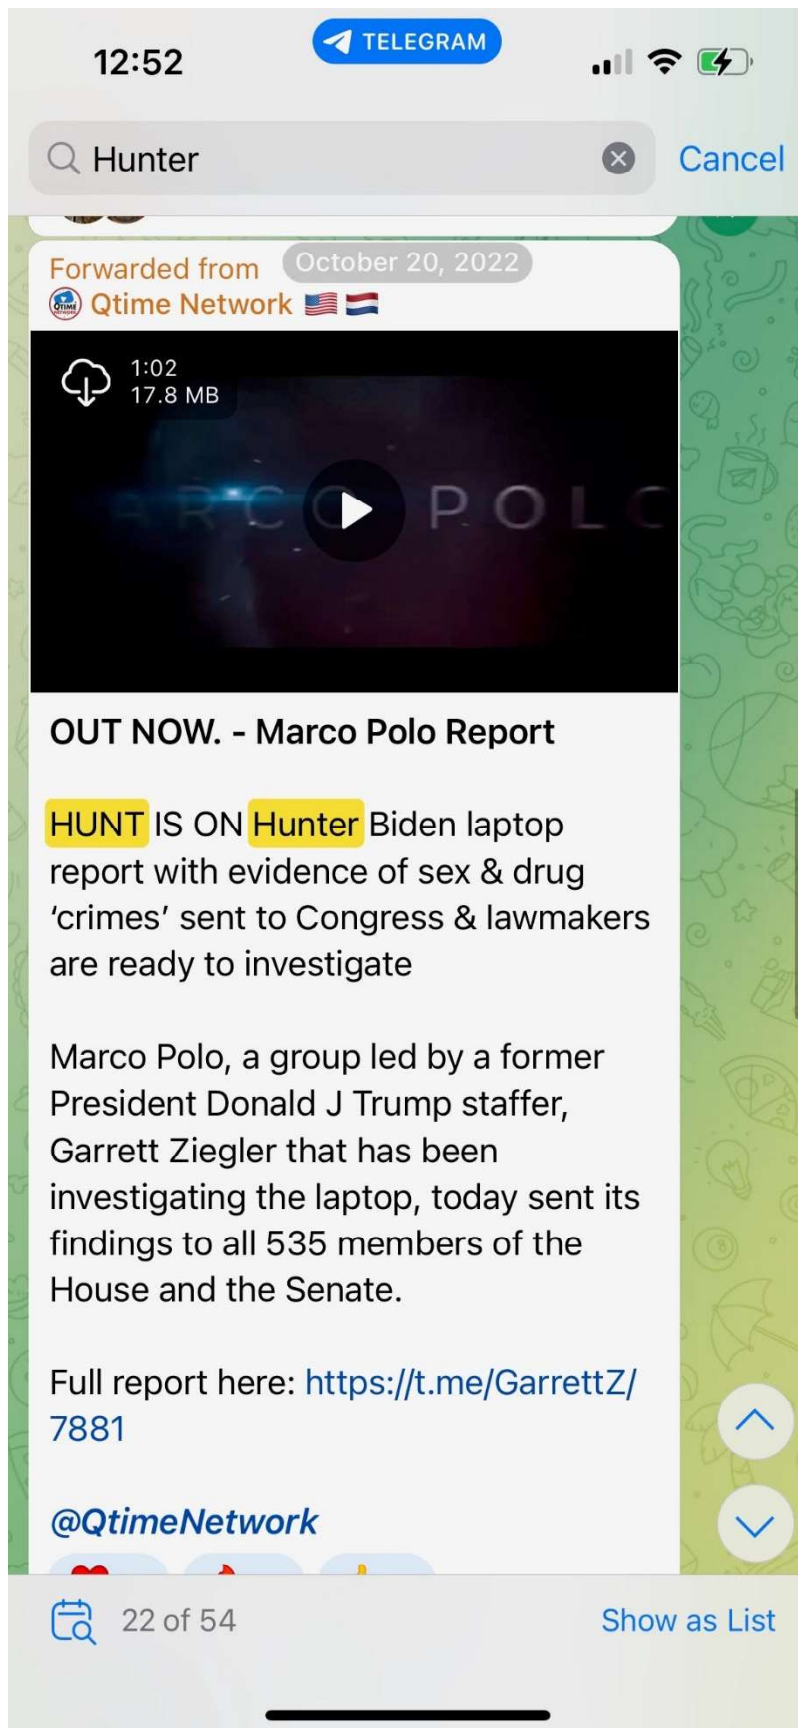 12:52
TELEGRAM
Hunter
Cancel
Forwarded from
October 20, 2022
QTIME
Qtime Network
1:02
17.8 MB
ARCO POLO
OUT NOW. - Marco Polo Report
HUNT IS ON Hunter Biden laptop
report with evidence of sex & drug
‘crimes’ sent to Congress & lawmakers
are ready to investigate
Marco Polo, a group led by a former
President Donald J Trump staffer,
Garrett Ziegler that has been
investigating the laptop, today sent its
findings to all 535 members of the
House and the Senate.
Full report here: https://t.me/GarrettZ/
7881
@QtimeNetwork
22 of 54
Show as List